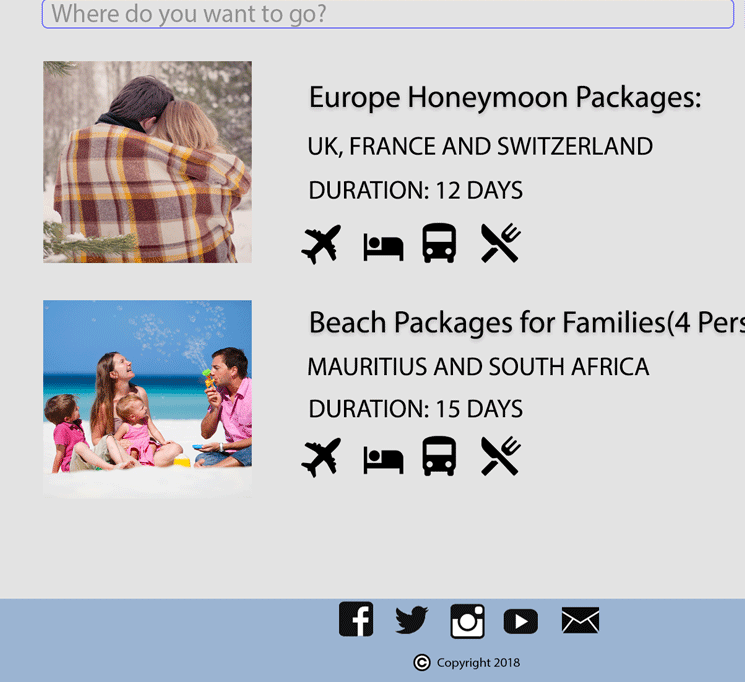 Where do you want to go?
Europe Honeymoon Packages:
UK, FRANCE AND SWITZERLAND
DURATION: 12 DAYS
Beach Packages for Families(4 Pers
MAURITIUS AND SOUTH AFRICA
DURATION: 15 DAYS
© Copyright 2018